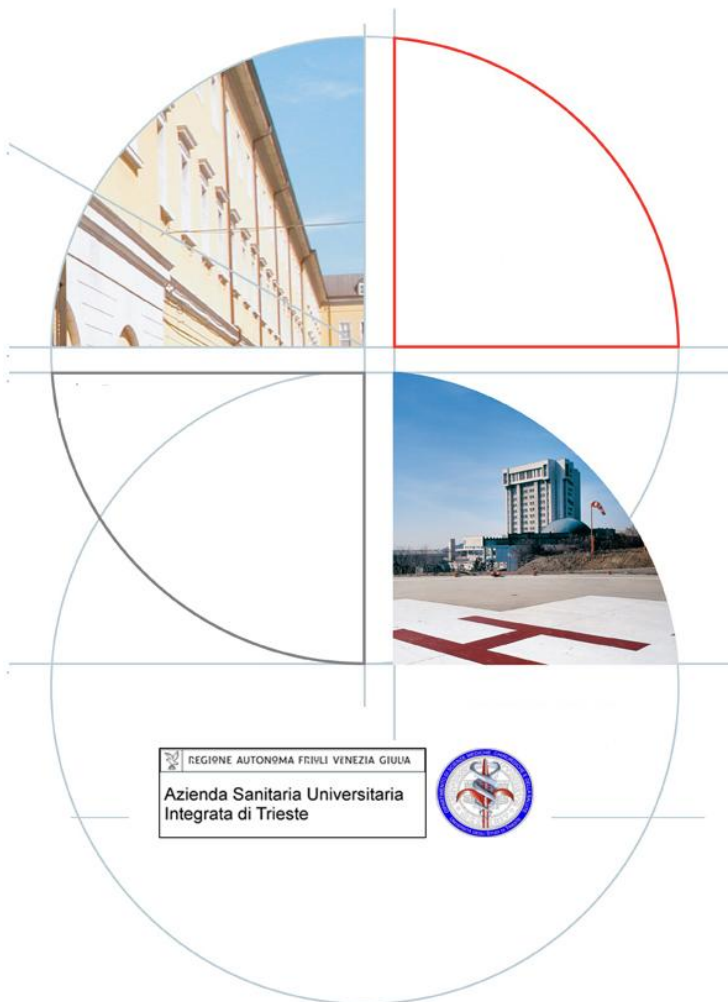 REGIONE AUTONOMA FRIULI VENEZIA GIULIA
Azienda Sanitaria Universitaria
Integrata di Trieste